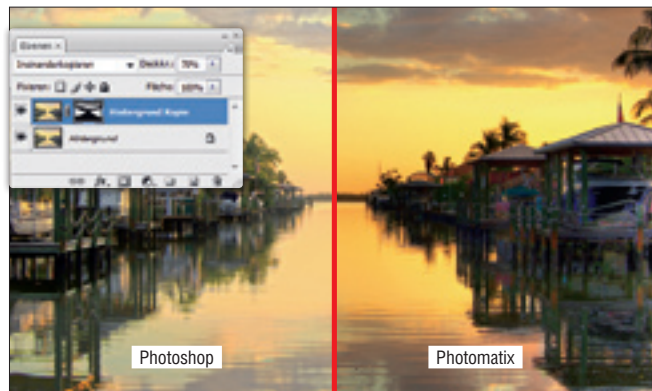 Ebenen ×
Ineinanderkopieren Deckkr.: 70%
Fixieren: Fläche: 100%
Hintergrund Kopie
Hintergrund
Photoshop
Photomatix